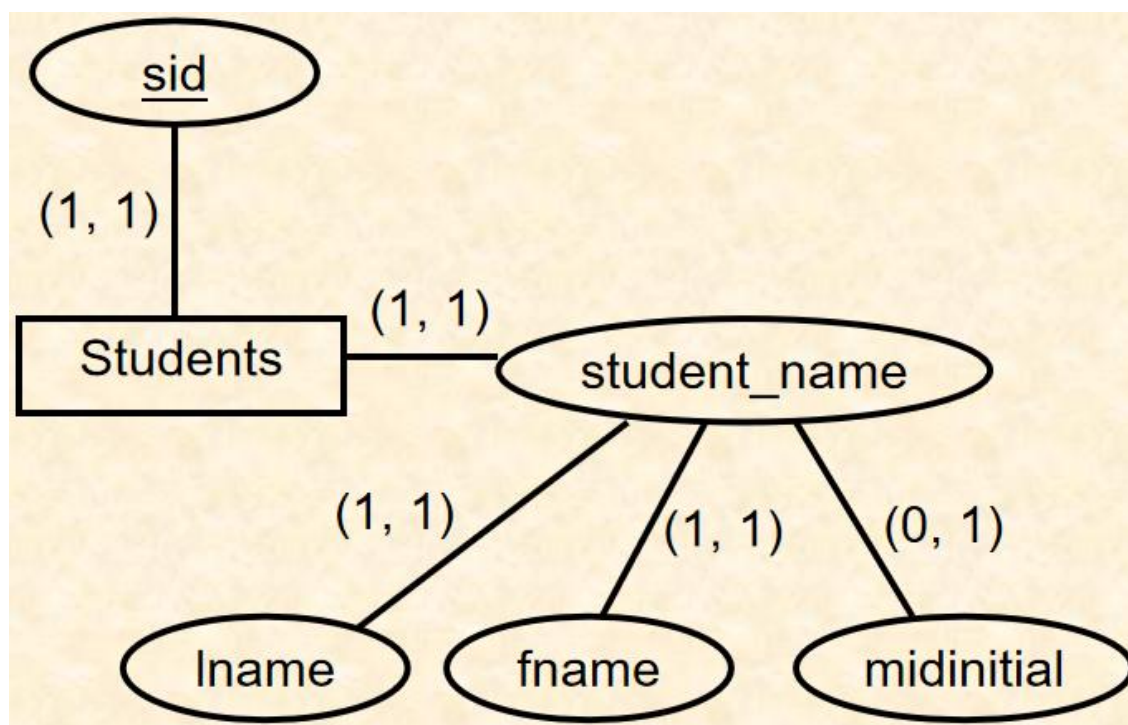 sid
(1, 1)
(1, 1)
Students
student_name
(1, 1)
(1, 1)
(0, 1)
lname
fname
midinitial